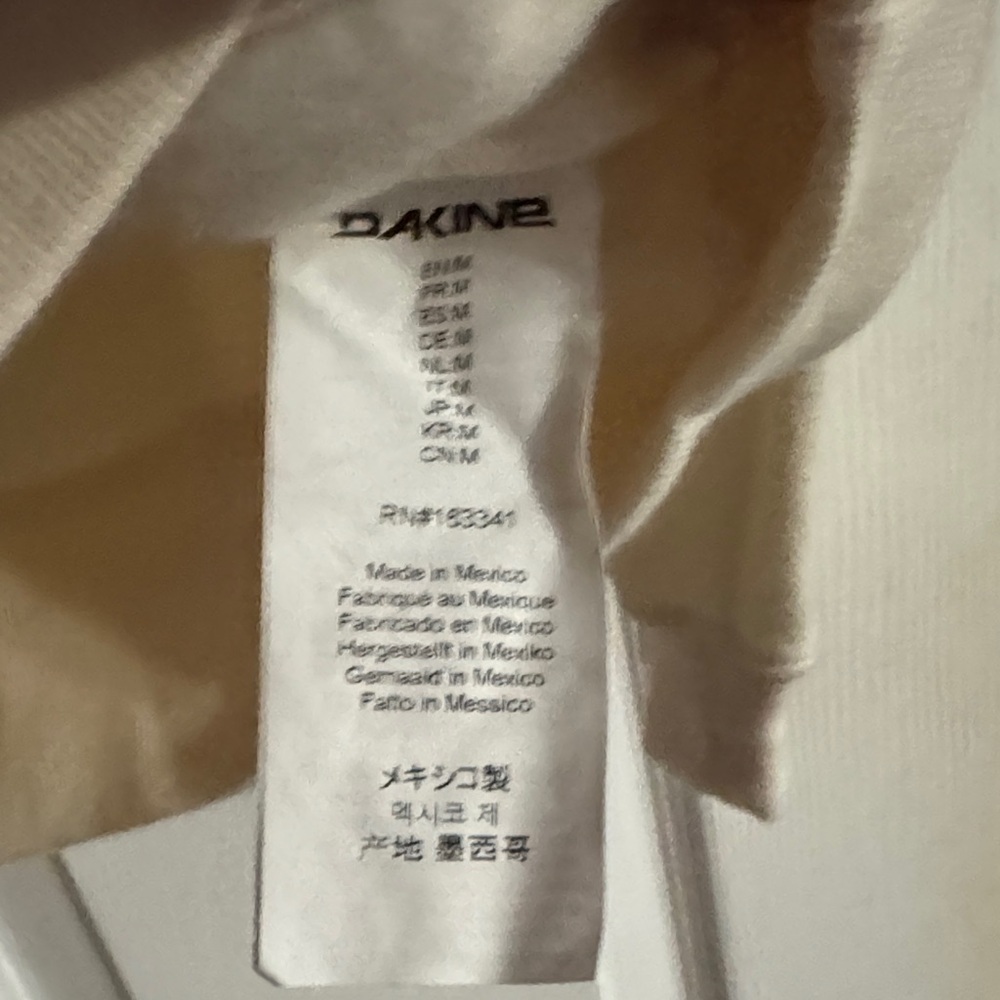 DAKINE
EN:M
FR:M
ES:M
DE:M
NL:M
IT:M
JP:M
KR:M
CN:M
RN#163341
Made in Mexico
Fabrique au Mexique
Fabricado en Mexico
Hergestellt in Mexiko
Gemaakt in Mexico
Fatto in Messico
メキシコ製
멕시코 제
产地 墨西哥